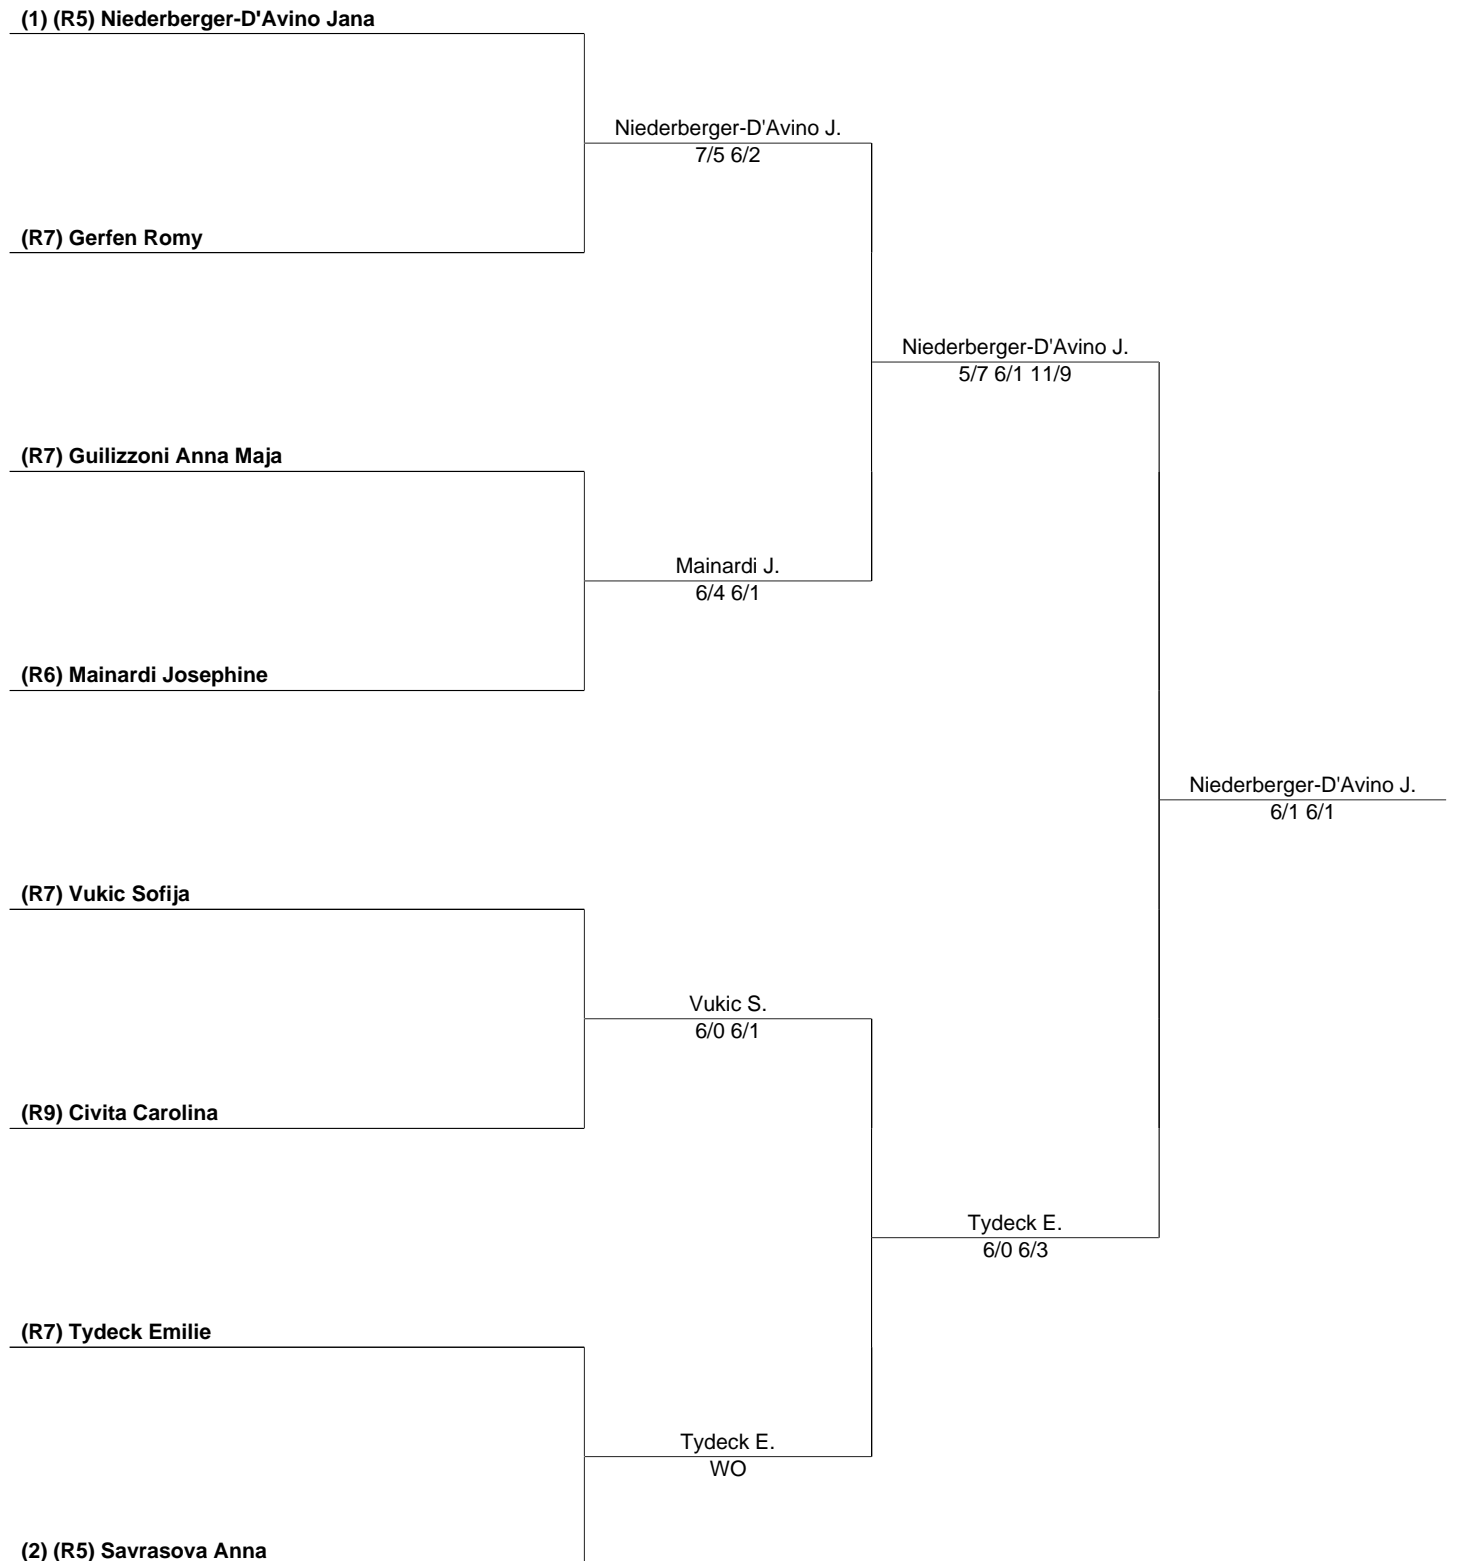 (1) (R5) Niederberger-D'Avino Jana
Niederberger-D'Avino J.
7/5 6/2
(R7) Gerfen Romy
Niederberger-D'Avino J.
5/7 6/1 11/9
(R7) Guilizzoni Anna Maja
Mainardi J.
6/4 6/1
(R6) Mainardi Josephine
Niederberger-D'Avino J.
6/1 6/1
(R7) Vukic Sofija
Vukic S.
6/0 6/1
(R9) Civita Carolina
Tydeck E.
6/0 6/3
(R7) Tydeck Emilie
Tydeck E.
WO
(2) (R5) Savrasova Anna